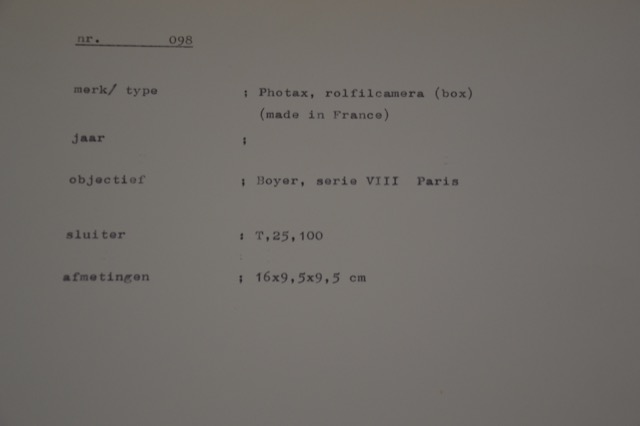 nr. 098
merk/ type ; Photax, rolfilcamera (box)
(made in France)
jaar ;
objectief ; Boyer, serie VIII Paris
sluiter : T,25,100
afmetingen ; 16x9,5x9,5 cm